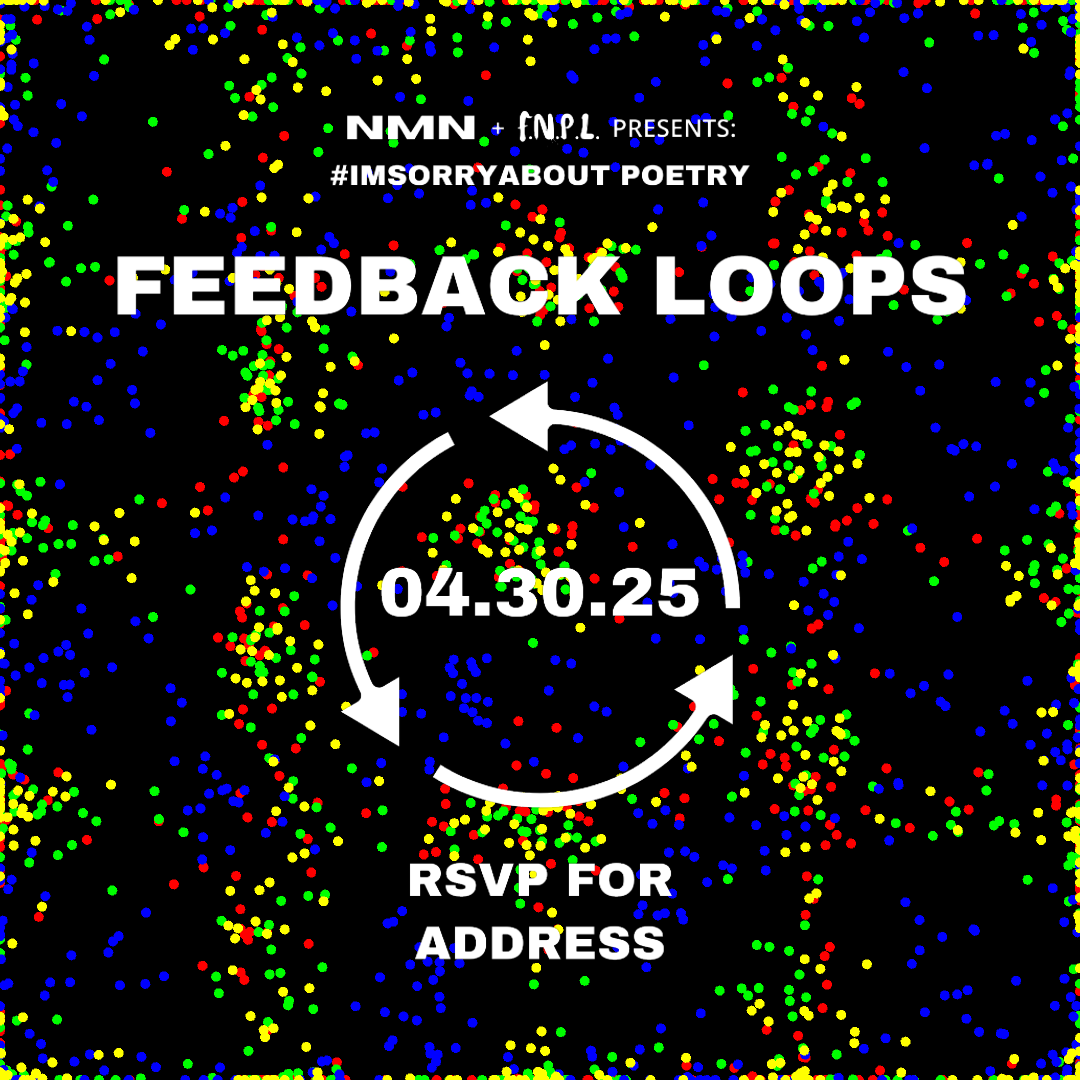 NMN + F.N.P.L. PRESENTS:
#IMSORRYABOUT POETRY
FEEDBACK LOOPS
04.30.25
RSVP FOR
ADDRESS